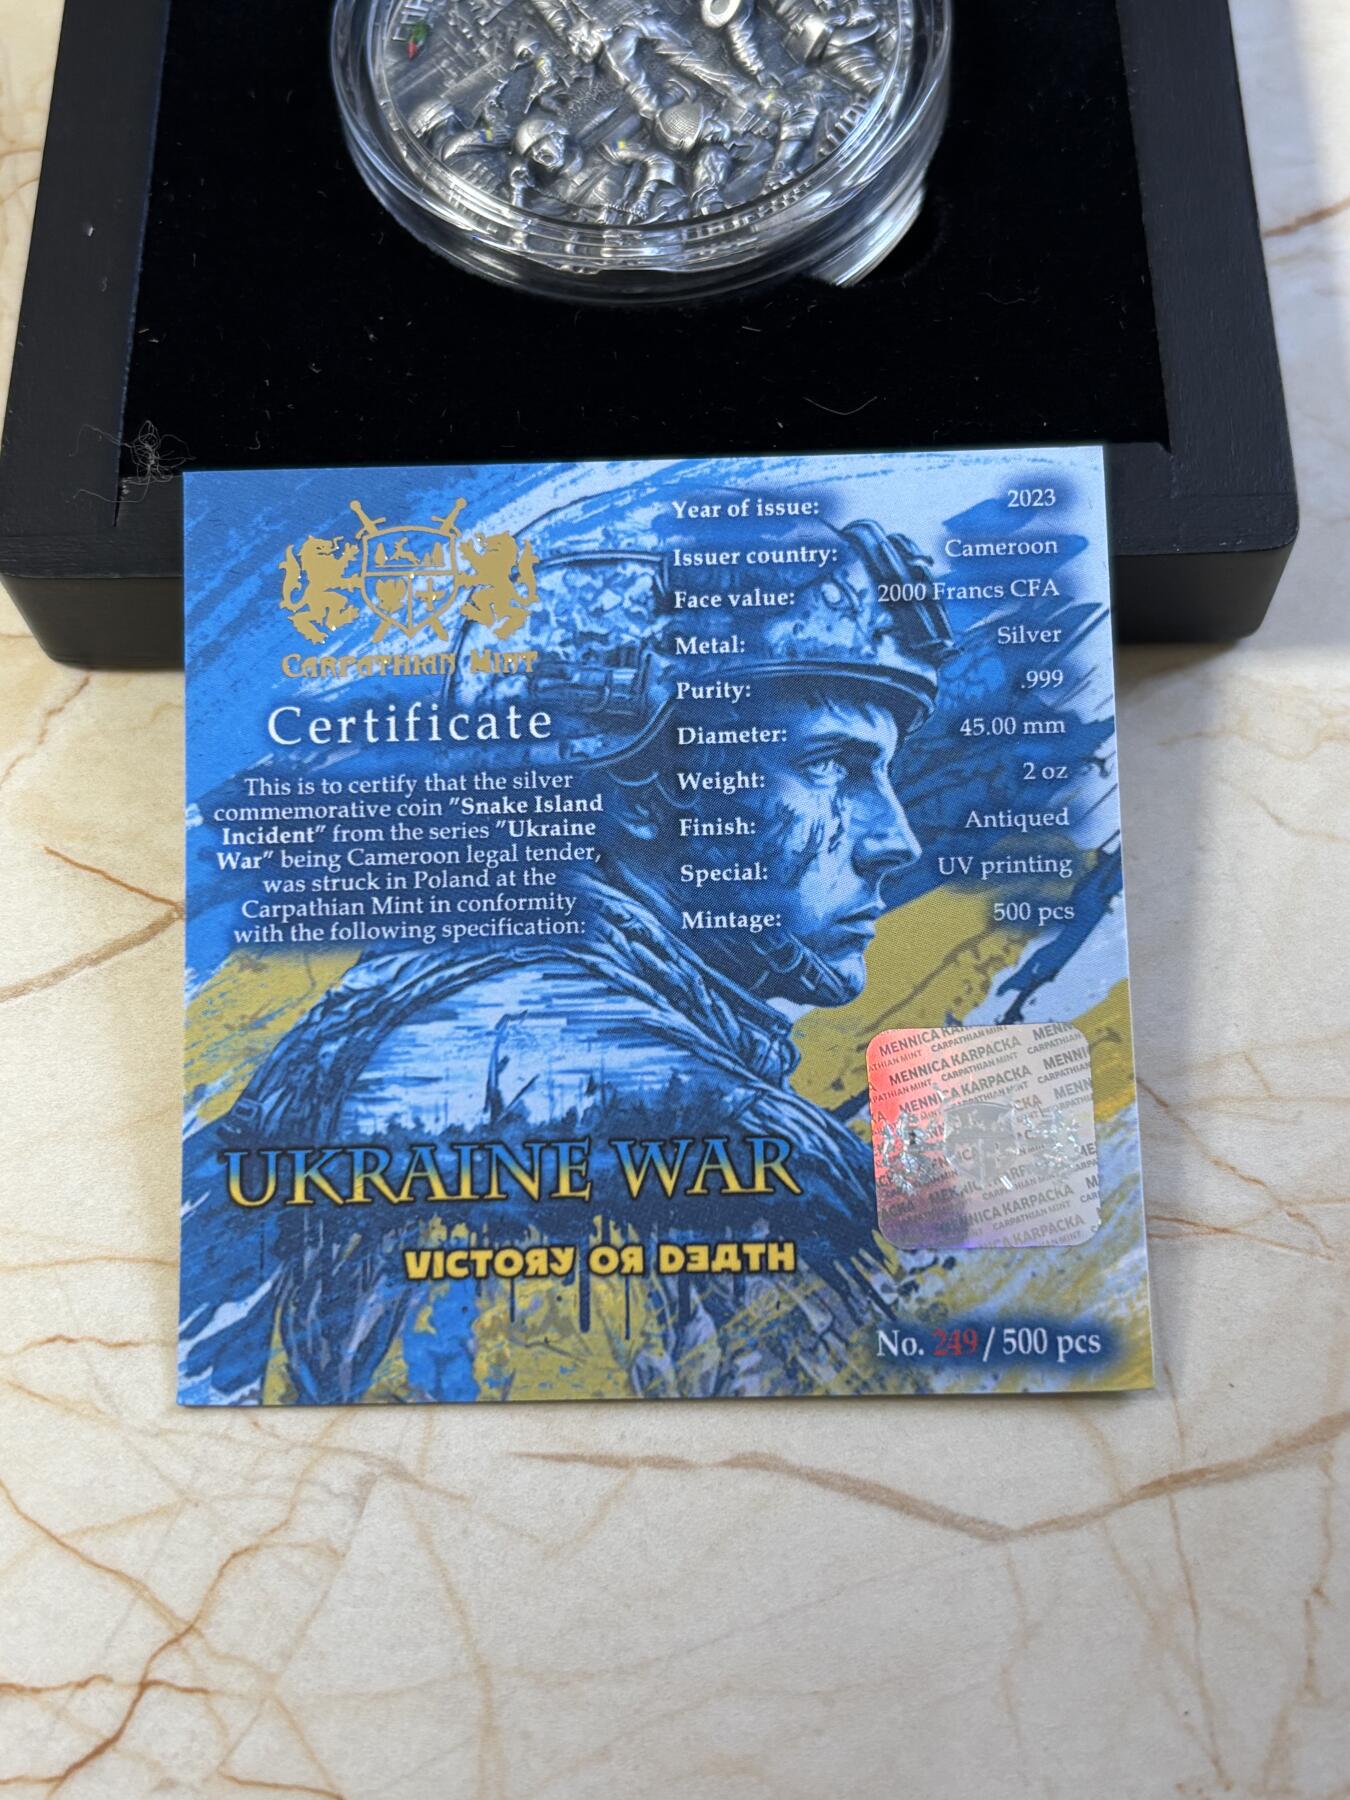 CARPATHIAN MINT
Certificate
This is to certify that the silver
commemorative coin "Snake Island
Incident" from the series "Ukraine
War" being Cameroon legal tender,
was struck in Poland at the
Carpathian Mint in conformity
with the following specification:
Year of issue: 2023
Issuer country: Cameroon
Face value: 2000 Francs CFA
Metal: Silver
Purity: .999
Diameter: 45.00 mm
Weight: 2 oz
Finish: Antiqued
Special: UV printing
Mintage: 500 pcs
MENNICA KARPACKA
CARPATHIAN MINT
UKRAINE WAR
VICTOЯY OЯ DЭΑTH
No. 249 / 500 pcs